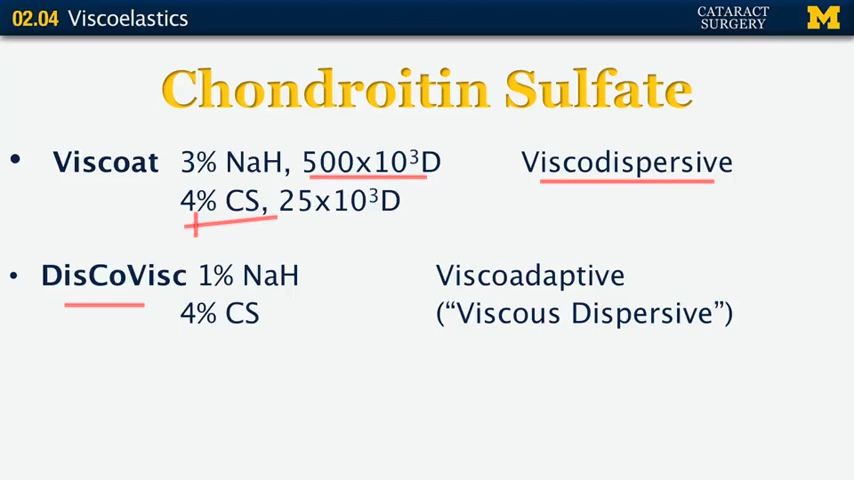 02.04 Viscoelastics
CATARACT
SURGERY
M
Chondroitin Sulfate
• Viscoat 3% NaH, 500x10³D Viscodispersive
4% CS, 25x10³D
• DisCoVisc 1% NaH Viscoadaptive
4% CS (“Viscous Dispersive”)